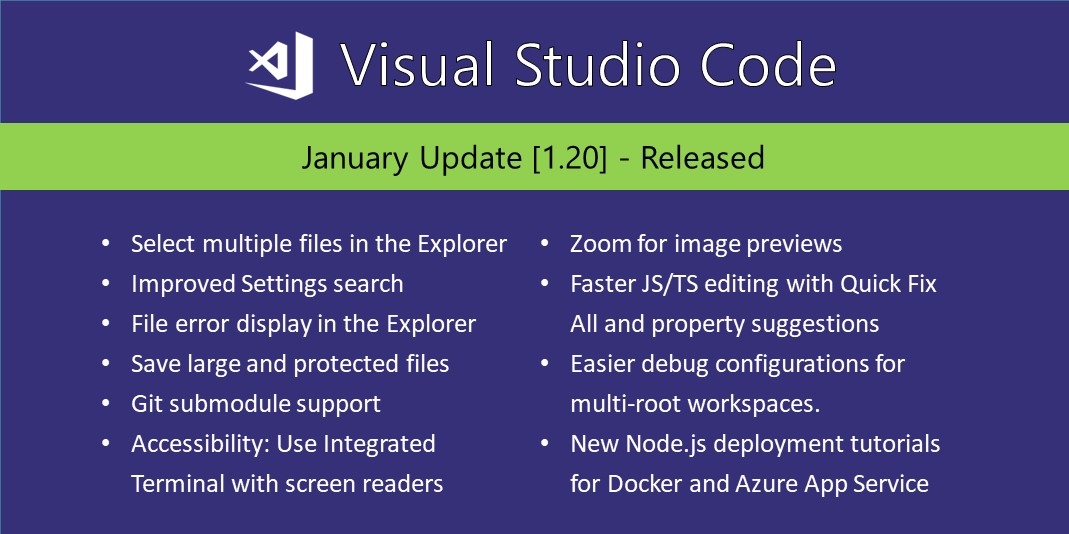 Visual Studio Code
January Update [1.20] - Released
• Select multiple files in the Explorer
• Improved Settings search
• File error display in the Explorer
• Save large and protected files
• Git submodule support
• Accessibility: Use Integrated
Terminal with screen readers
• Zoom for image previews
• Faster JS/TS editing with Quick Fix
All and property suggestions
• Easier debug configurations for
multi-root workspaces.
• New Node.js deployment tutorials
for Docker and Azure App Service